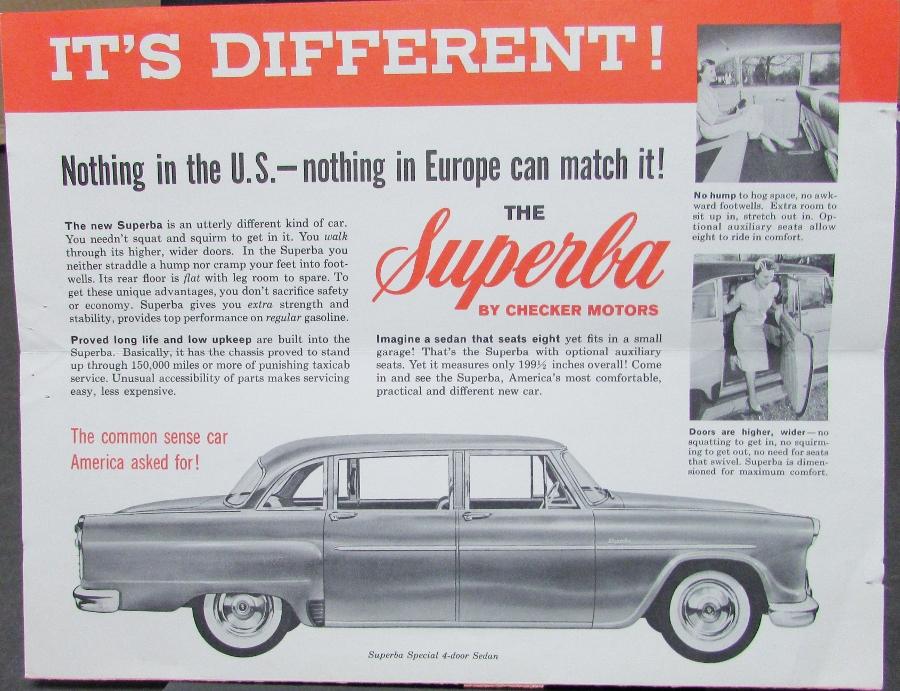 IT'S DIFFERENT!
Nothing in the U.S.—nothing in Europe can match it!
The new Superba is an utterly different kind of car.
You needn't squat and squirm to get in it. You walk
through its higher, wider doors. In the Superba you
neither straddle a hump nor cramp your feet into foot-
wells. Its rear floor is flat with leg room to spare. To
get these unique advantages, you don't sacrifice safety
or economy. Superba gives you extra strength and
stability, provides top performance on regular gasoline.
Proved long life and low upkeep are built into the
Superba. Basically, it has the chassis proved to stand
up through 150,000 miles or more of punishing taxicab
service. Unusual accessibility of parts makes servicing
easy, less expensive.
THE
Superba
BY CHECKER MOTORS
Imagine a sedan that seats eight yet fits in a small
garage! That's the Superba with optional auxiliary
seats. Yet it measures only 199½ inches overall! Come
in and see the Superba, America's most comfortable,
practical and different new car.
No hump to hog space, no awk-
ward footwells. Extra room to
sit up in, stretch out in. Op-
tional auxiliary seats allow
eight to ride in comfort.
Doors are higher, wider—no
squatting to get in, no squirm-
ing to get out, no need for seats
that swivel. Superba is dimen-
sioned for maximum comfort.
The common sense car
America asked for!
Superba
Superba Special 4-door Sedan